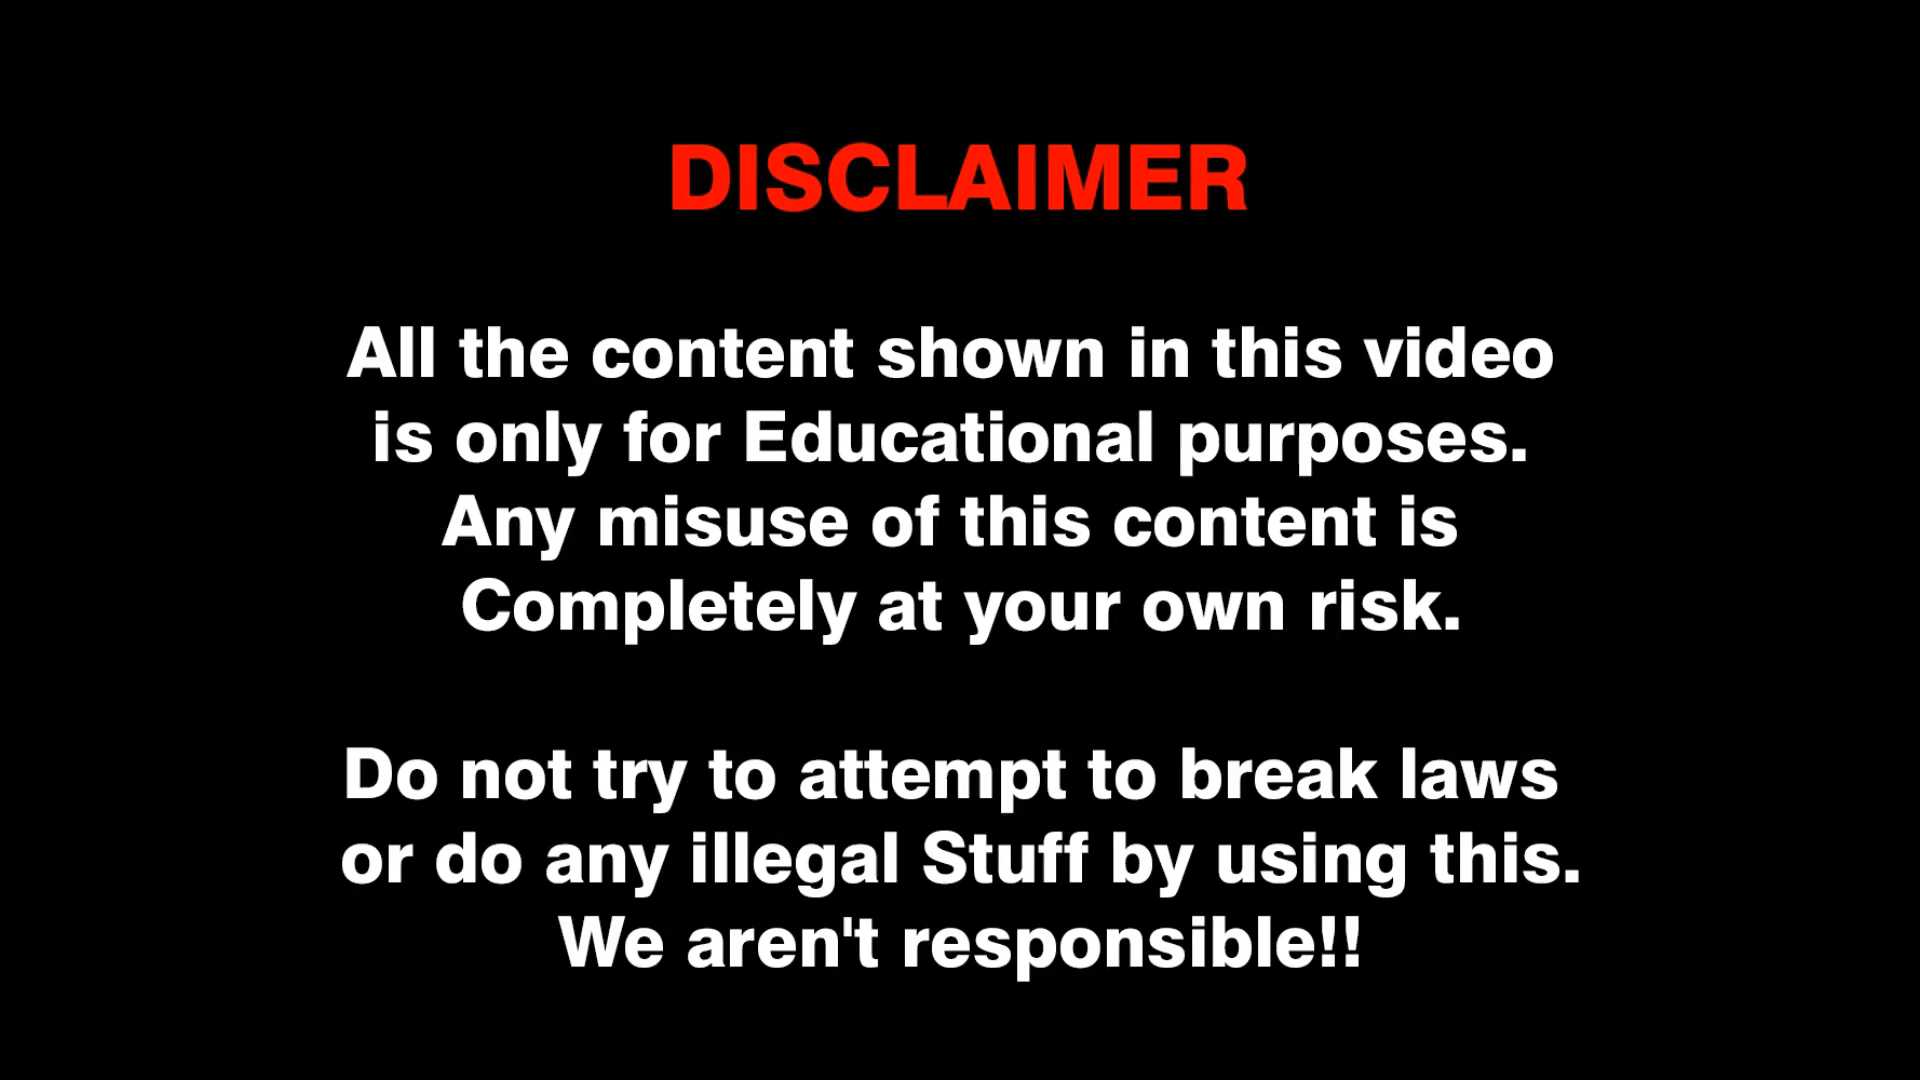 DISCLAIMER
All the content shown in this video
is only for Educational purposes.
Any misuse of this content is
Completely at your own risk.
Do not try to attempt to break laws
or do any illegal Stuff by using this.
We aren't responsible!!